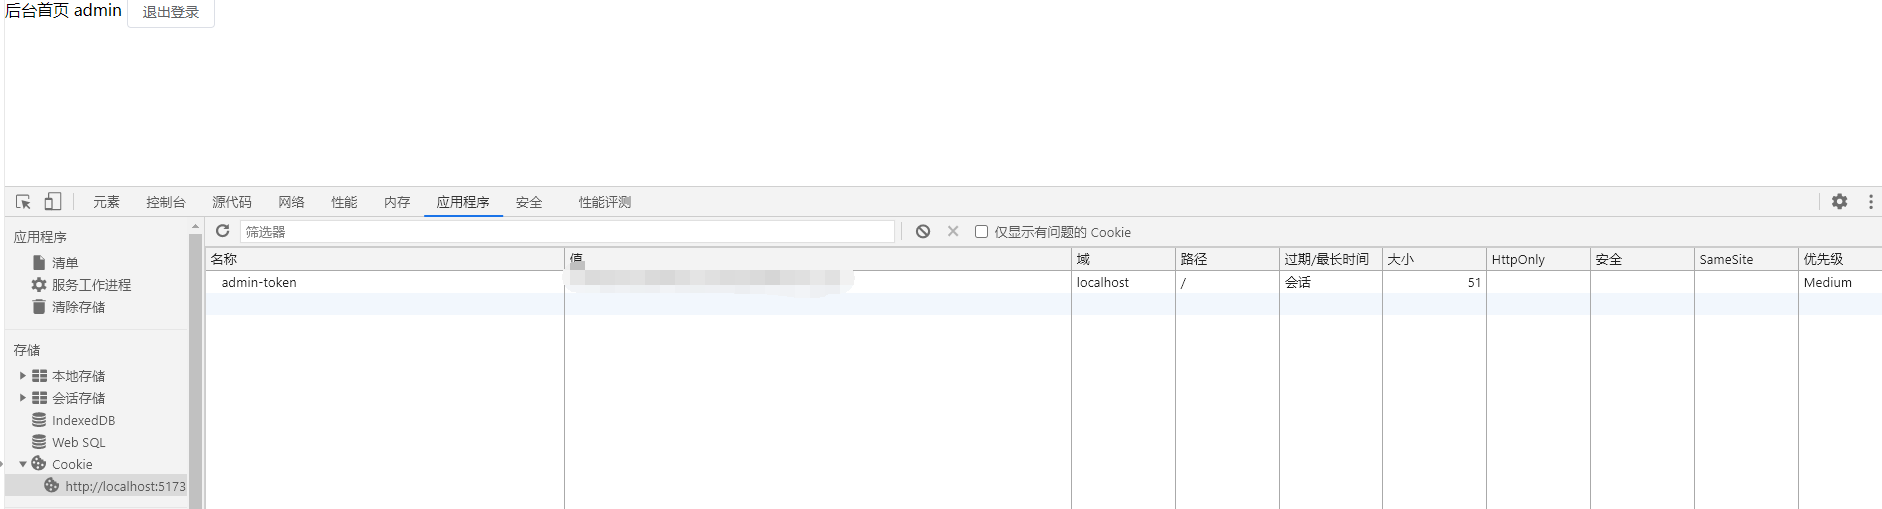 后台首页 admin 退出登录
元素 控制台 源代码 网络 性能 内存 应用程序 安全 性能评测
应用程序
清单
服务工作进程
清除存储
存储
本地存储
会话存储
IndexedDB
Web SQL
Cookie
http://localhost:5173
筛选器 仅显示有问题的 Cookie
名称 值 域 路径 过期/最长时间 大小 HttpOnly 安全 SameSite 优先级
admin-token localhost / 会话 51 Medium